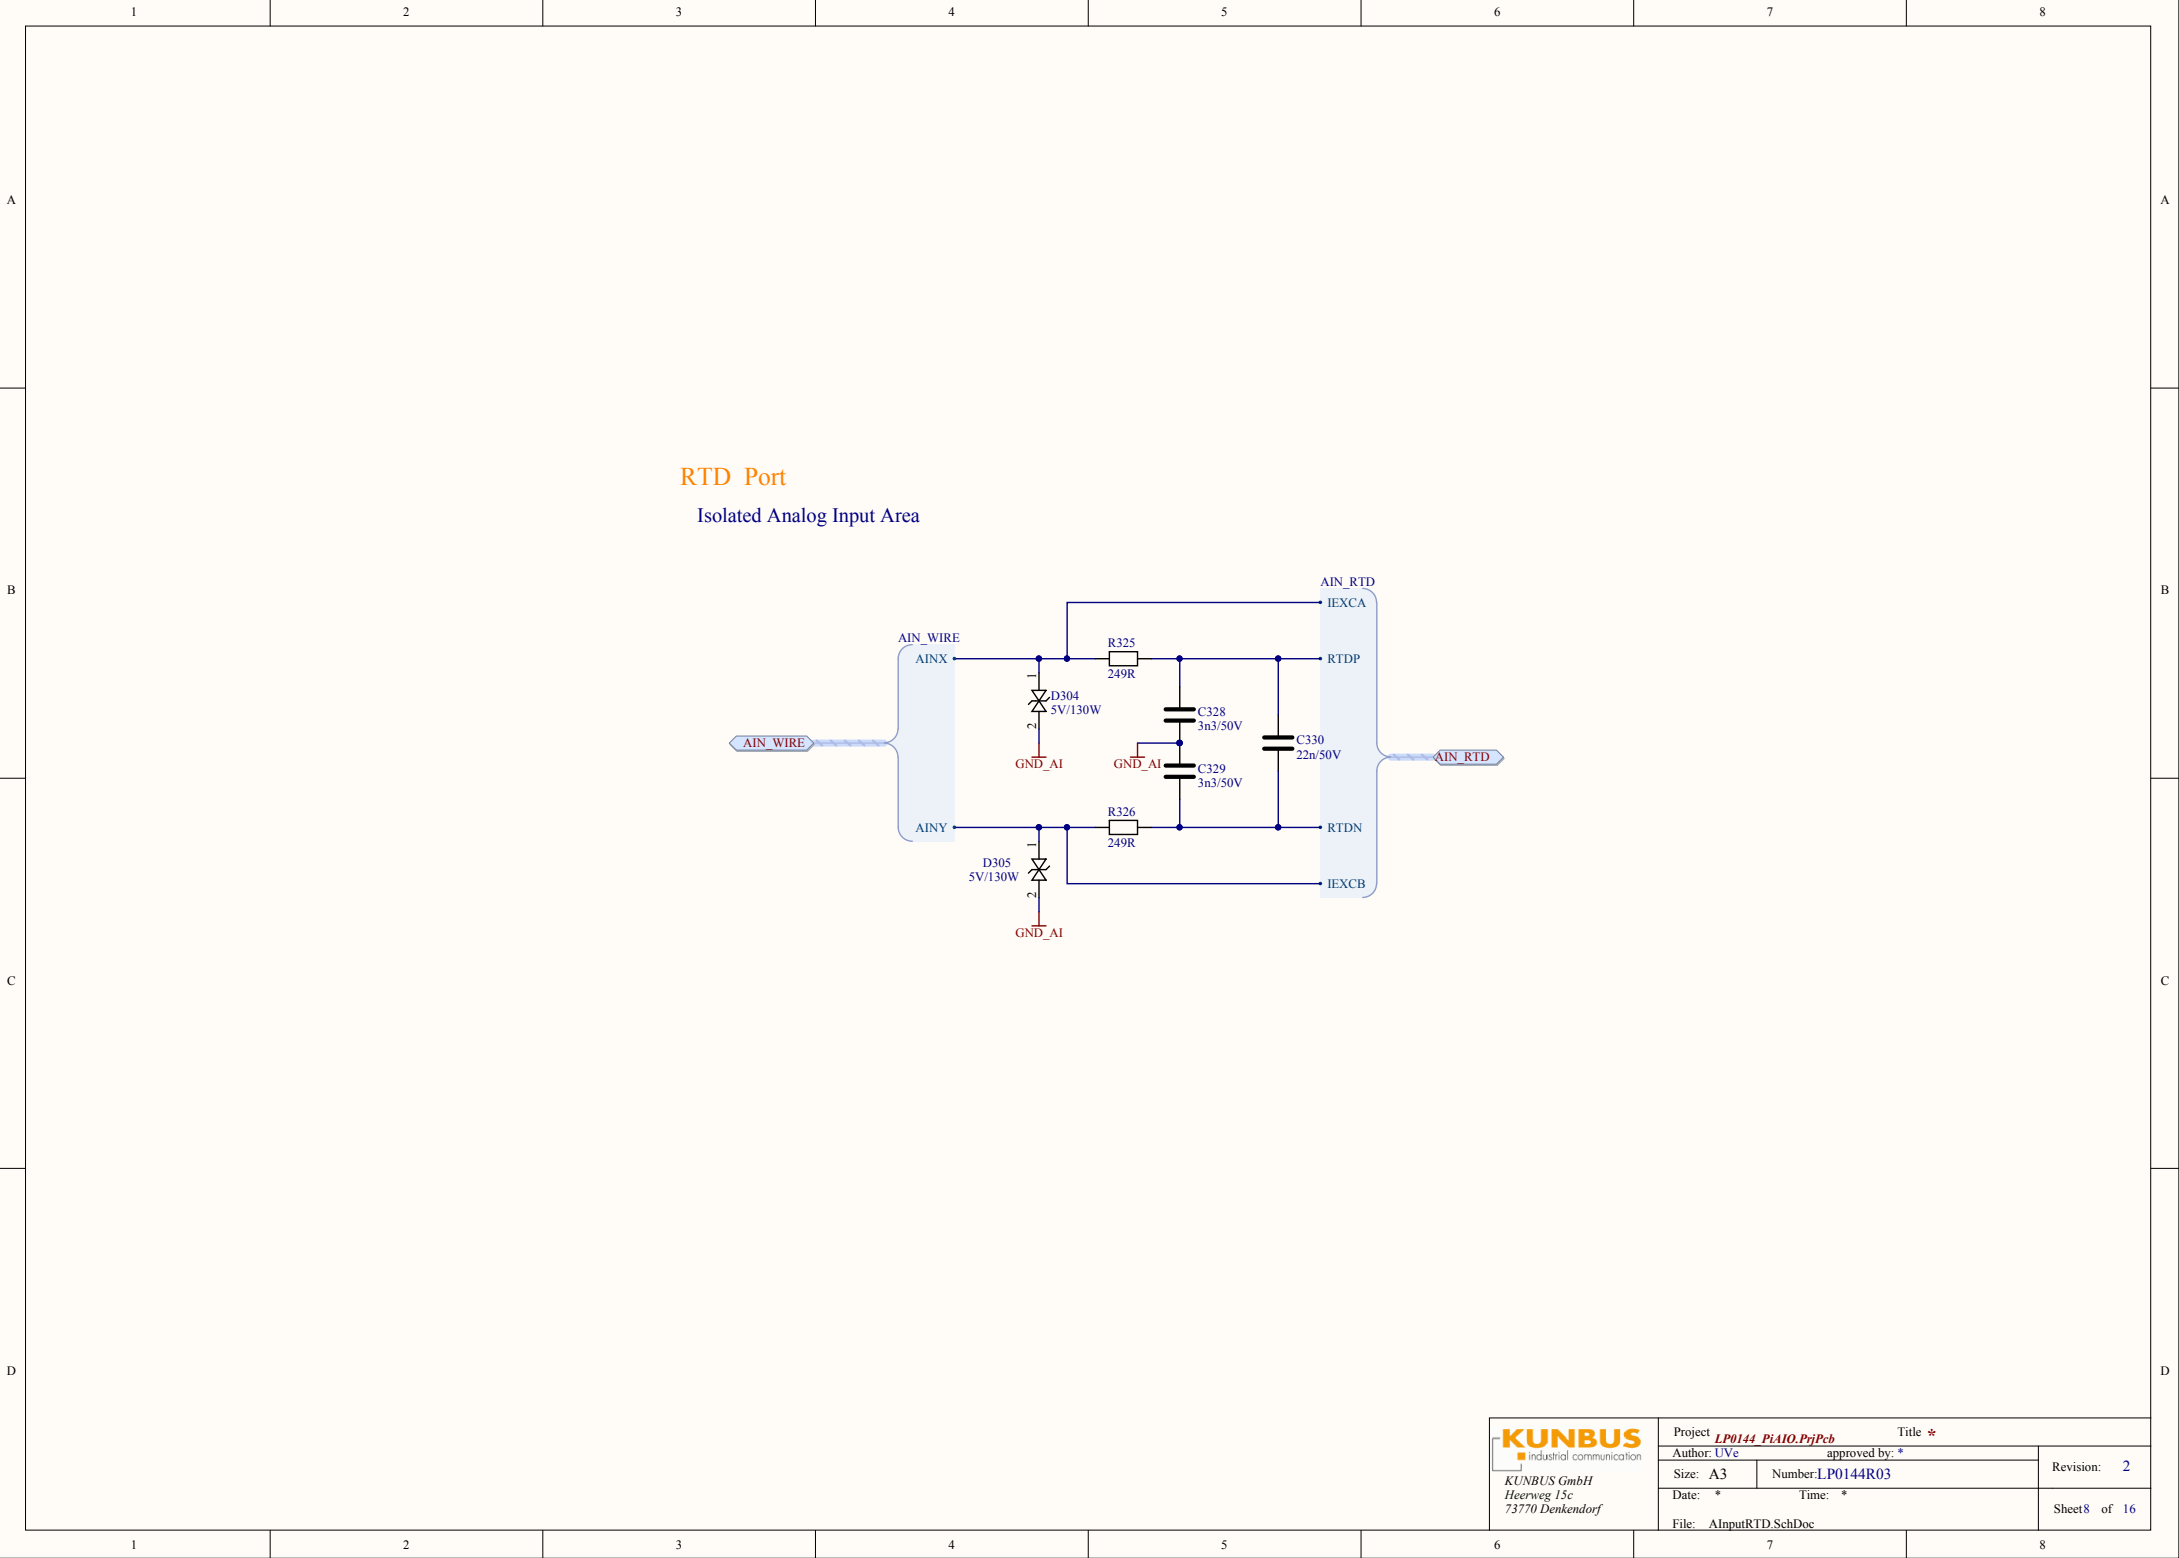 1 2 3 4 5 6 7 8
A A
RTD Port
Isolated Analog Input Area
B B
AIN_RTD
IEXCA
AIN_WIRE
R325
AINX
RTDP
249R
1
D304
5V/130W
2
C328
3n3/50V
AIN_WIRE
C330
22n/50V
AIN_RTD
GND_AI
GND_AI
C329
3n3/50V
R326
AINY
RTDN
249R
1
D305
5V/130W
2
IEXCB
GND_AI
C C
D D
KUNBUS
industrial communication
KUNBUS GmbH
Heerweg 15c
73770 Denkendorf
Project LP0144_PiAIO.PrjPcb Title *
Author: UVe approved by: *
Size: A3 Number:LP0144R03
Revision: 2
Date: * Time: *
Sheet8 of 16
File: AInputRTD.SchDoc
1 2 3 4 5 6 7 8